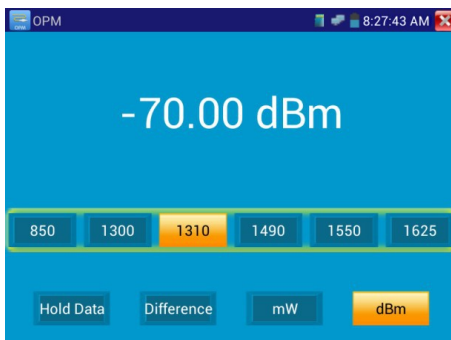 OPM 8:27:43 AM
-70.00 dBm
850 1300 1310 1490 1550 1625
Hold Data Difference mW dBm